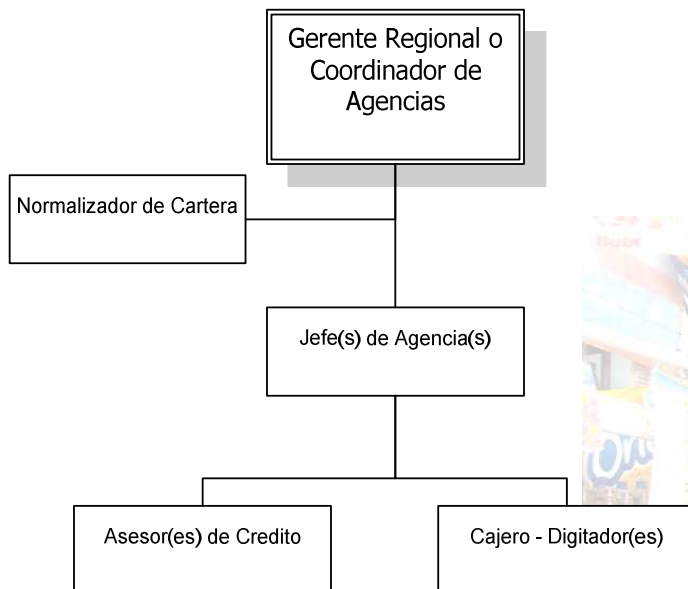 Gerente Regional o
Coordinador de
Agencias
Normalizador de Cartera
Jefe(s) de Agencia(s)
Asesor(es) de Credito
Cajero - Digitador(es)